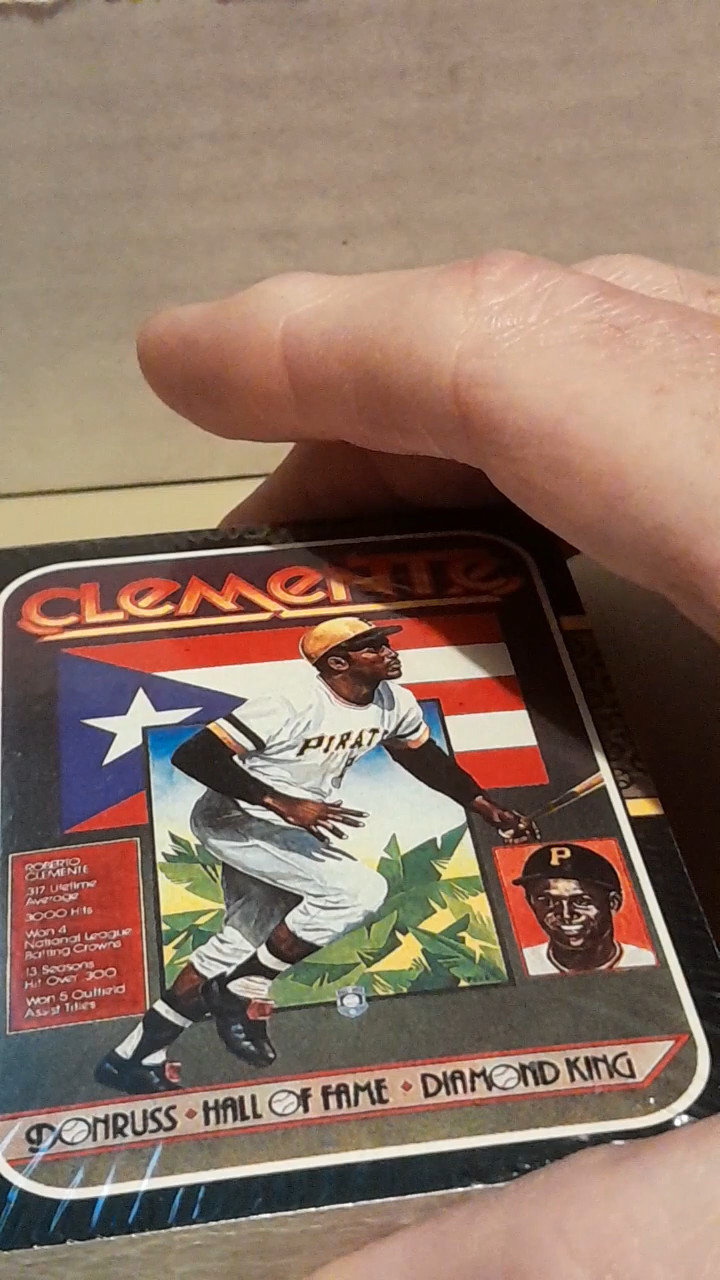 CLEMENTE
PIRAT
P
ROBERTO
CLEMENTE
317 Lifetime
Average
3000 Hits
Won 4
National League
Batting Crowns
13 Seasons
Hit Over .300
Won 5 Outfield
Assist Titles
DONRUSS • HALL OF FAME • DIAMOND KING